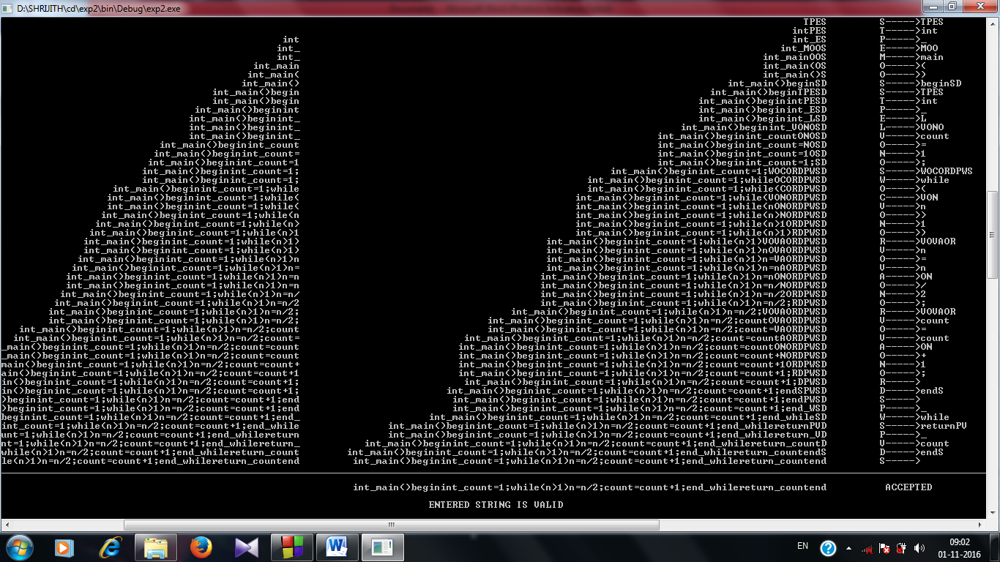 TPES S----->TPES
intPES T----->int
int int_ES P----->_
int_ int_MOOS E----->MOO
int_ int_mainOOS M----->main
int_main int_main(OS O----->(
int_main( int_main()S O----->)
int_main() int_main()beginSD S----->beginSD
int_main()begin int_main()beginTPESD S----->TPES
int_main()begin int_main()beginintPESD T----->int
int_main()beginint int_main()beginint_ESD P----->_
int_main()beginint_ int_main()beginint_LSD E----->L
int_main()beginint_ int_main()beginint_VONOSD L----->VONO
int_main()beginint_ int_main()beginint_countONOSD V----->count
int_main()beginint_count int_main()beginint_count=NOSD O----->=
int_main()beginint_count= int_main()beginint_count=1OSD N----->1
int_main()beginint_count=1 int_main()beginint_count=1;SD O----->;
int_main()beginint_count=1; int_main()beginint_count=1;WOCORDPWSD S----->WOCORDPWS
int_main()beginint_count=1; int_main()beginint_count=1;whileOCORDPWSD W----->while
int_main()beginint_count=1;while int_main()beginint_count=1;while(CORDPWSD O----->(
int_main()beginint_count=1;while( int_main()beginint_count=1;while(VONORDPWSD C----->VON
int_main()beginint_count=1;while( int_main()beginint_count=1;while(nONORDPWSD V----->n
int_main()beginint_count=1;while(n int_main()beginint_count=1;while(n>NORDPWSD O----->>
int_main()beginint_count=1;while(n> int_main()beginint_count=1;while(n>1ORDPWSD N----->1
int_main()beginint_count=1;while(n>1 int_main()beginint_count=1;while(n>1)RDPWSD O----->)
int_main()beginint_count=1;while(n>1) int_main()beginint_count=1;while(n>1)VOVAORDPWSD R----->VOVAOR
int_main()beginint_count=1;while(n>1) int_main()beginint_count=1;while(n>1)nOVAORDPWSD V----->n
int_main()beginint_count=1;while(n>1)n int_main()beginint_count=1;while(n>1)n=VAORDPWSD O----->=
int_main()beginint_count=1;while(n>1)n= int_main()beginint_count=1;while(n>1)n=nAORDPWSD V----->n
int_main()beginint_count=1;while(n>1)n=n int_main()beginint_count=1;while(n>1)n=nONORDPWSD A----->ON
int_main()beginint_count=1;while(n>1)n=n int_main()beginint_count=1;while(n>1)n=n/NORDPWSD O----->/
int_main()beginint_count=1;while(n>1)n=n/ int_main()beginint_count=1;while(n>1)n=n/2ORDPWSD N----->2
int_main()beginint_count=1;while(n>1)n=n/2 int_main()beginint_count=1;while(n>1)n=n/2;RDPWSD O----->;
int_main()beginint_count=1;while(n>1)n=n/2; int_main()beginint_count=1;while(n>1)n=n/2;VOVAORDPWSD R----->VOVAOR
int_main()beginint_count=1;while(n>1)n=n/2; int_main()beginint_count=1;while(n>1)n=n/2;countOVAORDPWSD V----->count
int_main()beginint_count=1;while(n>1)n=n/2;count int_main()beginint_count=1;while(n>1)n=n/2;count=VAORDPWSD O----->=
int_main()beginint_count=1;while(n>1)n=n/2;count= int_main()beginint_count=1;while(n>1)n=n/2;count=countAORDPWSD V----->count
_main()beginint_count=1;while(n>1)n=n/2;count=count int_main()beginint_count=1;while(n>1)n=n/2;count=countONORDPWSD A----->ON
_main()beginint_count=1;while(n>1)n=n/2;count=count int_main()beginint_count=1;while(n>1)n=n/2;count=count+NORDPWSD O----->+
main()beginint_count=1;while(n>1)n=n/2;count=count+ int_main()beginint_count=1;while(n>1)n=n/2;count=count+1ORDPWSD N----->1
ain()beginint_count=1;while(n>1)n=n/2;count=count+1 int_main()beginint_count=1;while(n>1)n=n/2;count=count+1;RDPWSD O----->;
in()beginint_count=1;while(n>1)n=n/2;count=count+1; int_main()beginint_count=1;while(n>1)n=n/2;count=count+1;DPWSD R----->
in()beginint_count=1;while(n>1)n=n/2;count=count+1; int_main()beginint_count=1;while(n>1)n=n/2;count=count+1;endSPWSD D----->endS
)beginint_count=1;while(n>1)n=n/2;count=count+1;end int_main()beginint_count=1;while(n>1)n=n/2;count=count+1;endPWSD S----->
)beginint_count=1;while(n>1)n=n/2;count=count+1;end int_main()beginint_count=1;while(n>1)n=n/2;count=count+1;end_WSD P----->_
beginint_count=1;while(n>1)n=n/2;count=count+1;end_ int_main()beginint_count=1;while(n>1)n=n/2;count=count+1;end_whileSD W----->while
int_count=1;while(n>1)n=n/2;count=count+1;end_while int_main()beginint_count=1;while(n>1)n=n/2;count=count+1;end_whilereturnPVD S----->returnPV
unt=1;while(n>1)n=n/2;count=count+1;end_whilereturn int_main()beginint_count=1;while(n>1)n=n/2;count=count+1;end_whilereturn_VD P----->_
nt=1;while(n>1)n=n/2;count=count+1;end_whilereturn_ int_main()beginint_count=1;while(n>1)n=n/2;count=count+1;end_whilereturn_countD V----->count
while(n>1)n=n/2;count=count+1;end_whilereturn_count int_main()beginint_count=1;while(n>1)n=n/2;count=count+1;end_whilereturn_countendS D----->endS
le(n>1)n=n/2;count=count+1;end_whilereturn_countend int_main()beginint_count=1;while(n>1)n=n/2;count=count+1;end_whilereturn_countend S----->
int_main()beginint_count=1;while(n>1)n=n/2;count=count+1;end_whilereturn_countend ACCEPTED
ENTERED STRING IS VALID
D:\SHRIJITH\cd\exp2\bin\Debug\exp2.exe
EN
09:02
01-11-2016